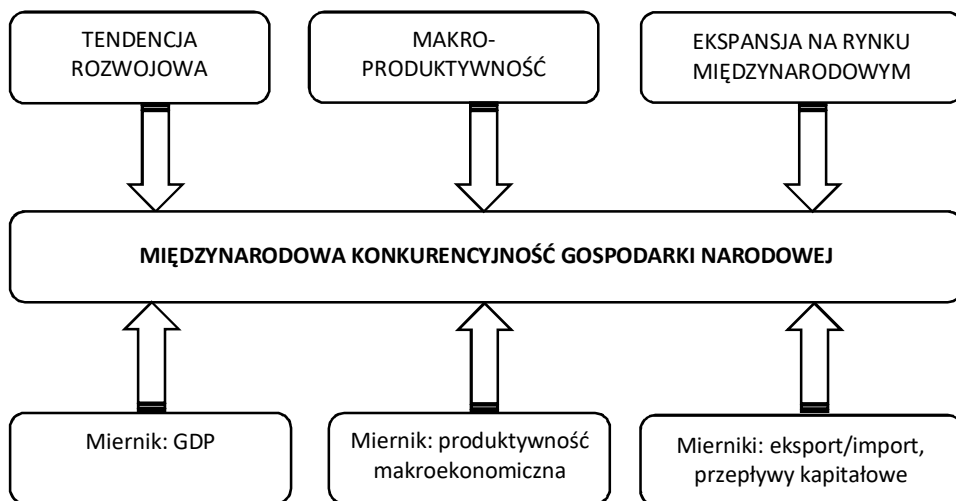 TENDENCJA
ROZWOJOWA
MAKRO-
PRODUKTYWNOŚĆ
EKSPANSJA NA RYNKU
MIĘDZYNARODOWYM
MIĘDZYNARODOWA KONKURENCYJNOŚĆ GOSPODARKI NARODOWEJ
Miernik: GDP
Miernik: produktywność
makroekonomiczna
Mierniki: eksport/import,
przepływy kapitałowe